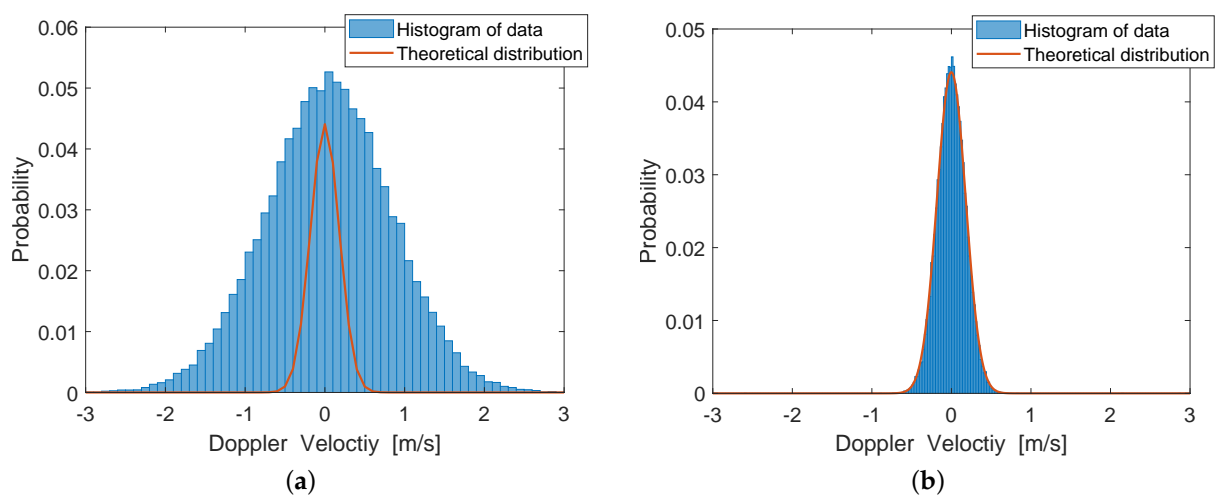 Histogram of data
Theoretical distribution
0.06
0.05
0.04
0.03
0.02
0.01
0
Probability
-3 -2 -1 0 1 2 3
Doppler Veloctiy [m/s]
(a)
Histogram of data
Theoretical distribution
0.05
0.04
0.03
0.02
0.01
0
Probability
-3 -2 -1 0 1 2 3
Doppler Veloctiy [m/s]
(b)